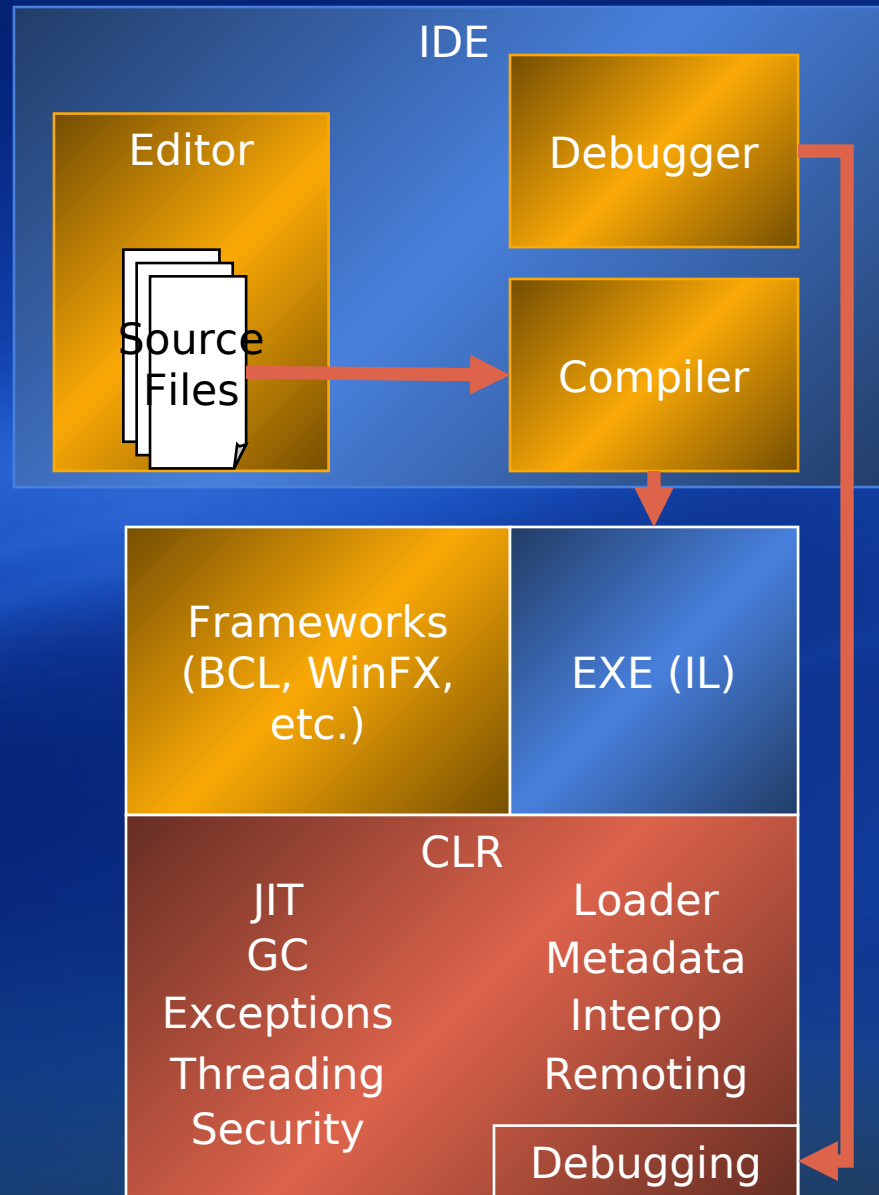 IDE
Editor
Source
Files
Debugger
Compiler
Frameworks
(BCL, WinFX,
etc.)
EXE (IL)
CLR
JIT
GC
Exceptions
Threading
Security
Loader
Metadata
Interop
Remoting
Debugging